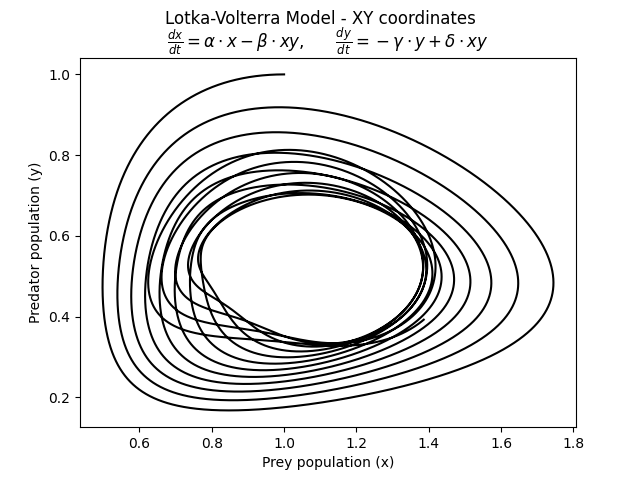 Lotka-Volterra Model - XY coordinates
dx/dt = α · x − β · xy, dy/dt = − γ · y + δ · xy
1.0
0.8
0.6
0.4
0.2
Predator population (y)
0.6 0.8 1.0 1.2 1.4 1.6 1.8
Prey population (x)